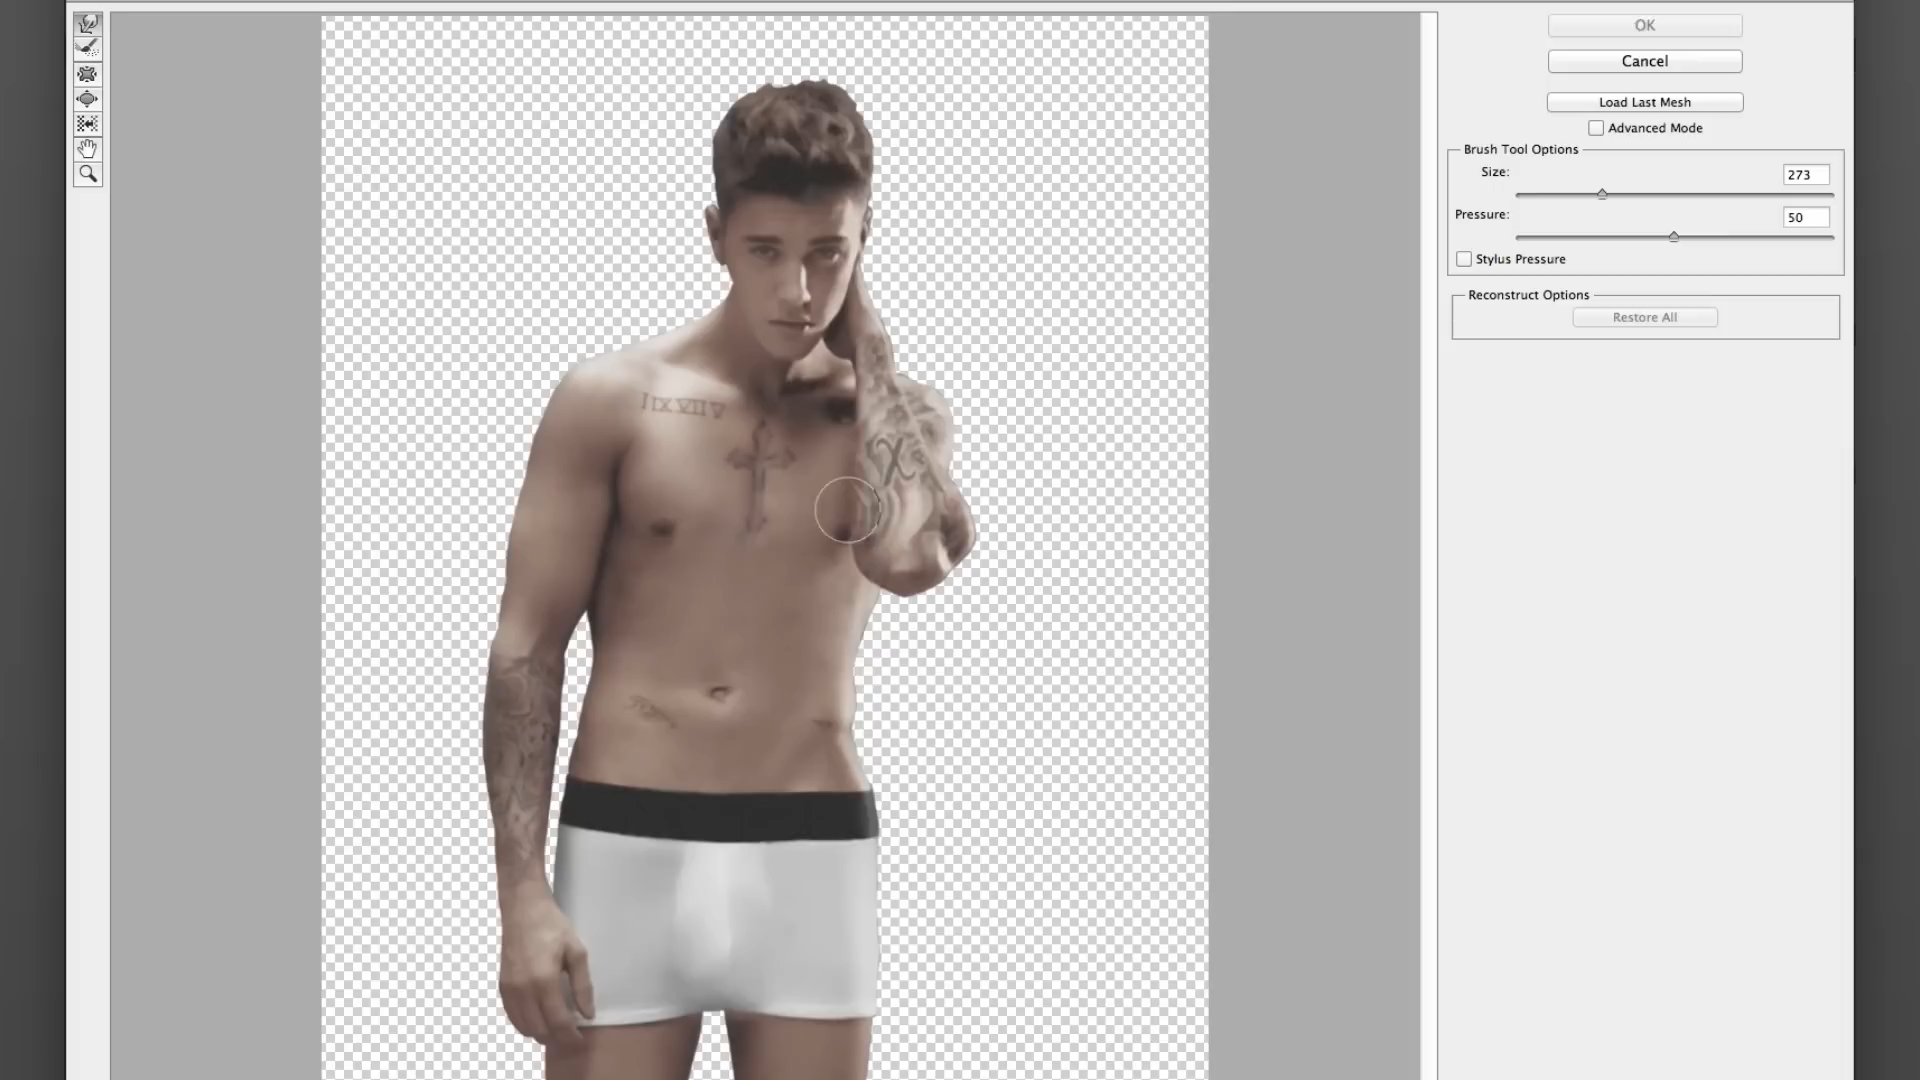 OK
Cancel
Load Last Mesh
Advanced Mode
Brush Tool Options
Size:
273
Pressure:
50
Stylus Pressure
Reconstruct Options
Restore All
I IX VII V
X